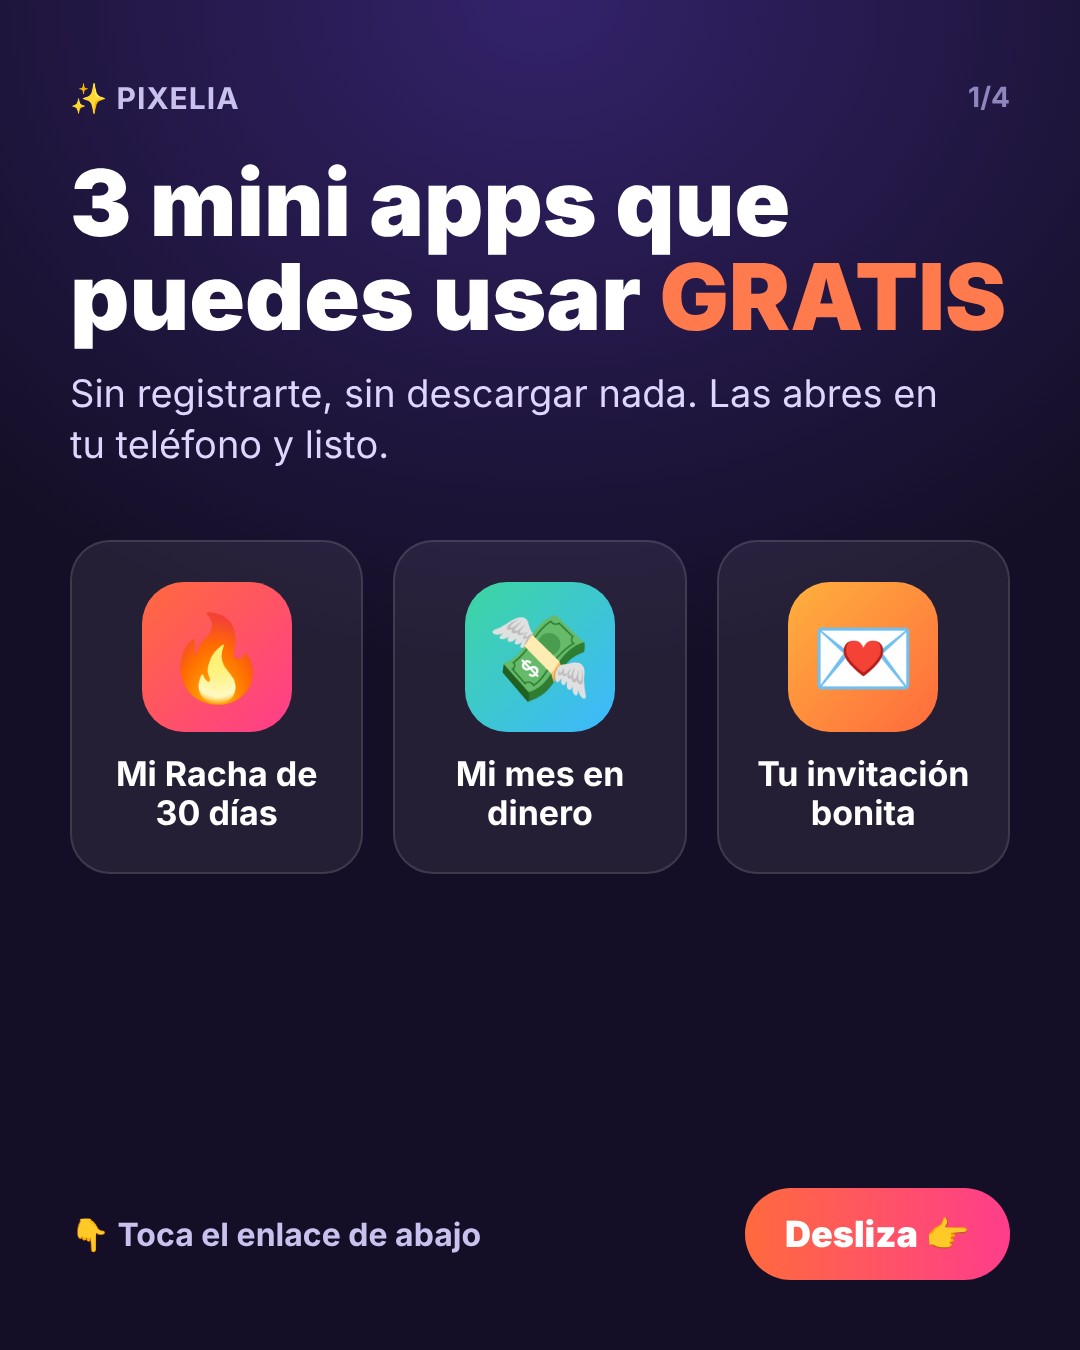 ✨ PIXELIA
1/4
3 mini apps que
puedes usar GRATIS
Sin registrarte, sin descargar nada. Las abres en
tu teléfono y listo.
Mi Racha de
30 días
Mi mes en
dinero
Tu invitación
bonita
👇 Toca el enlace de abajo
Desliza 👉